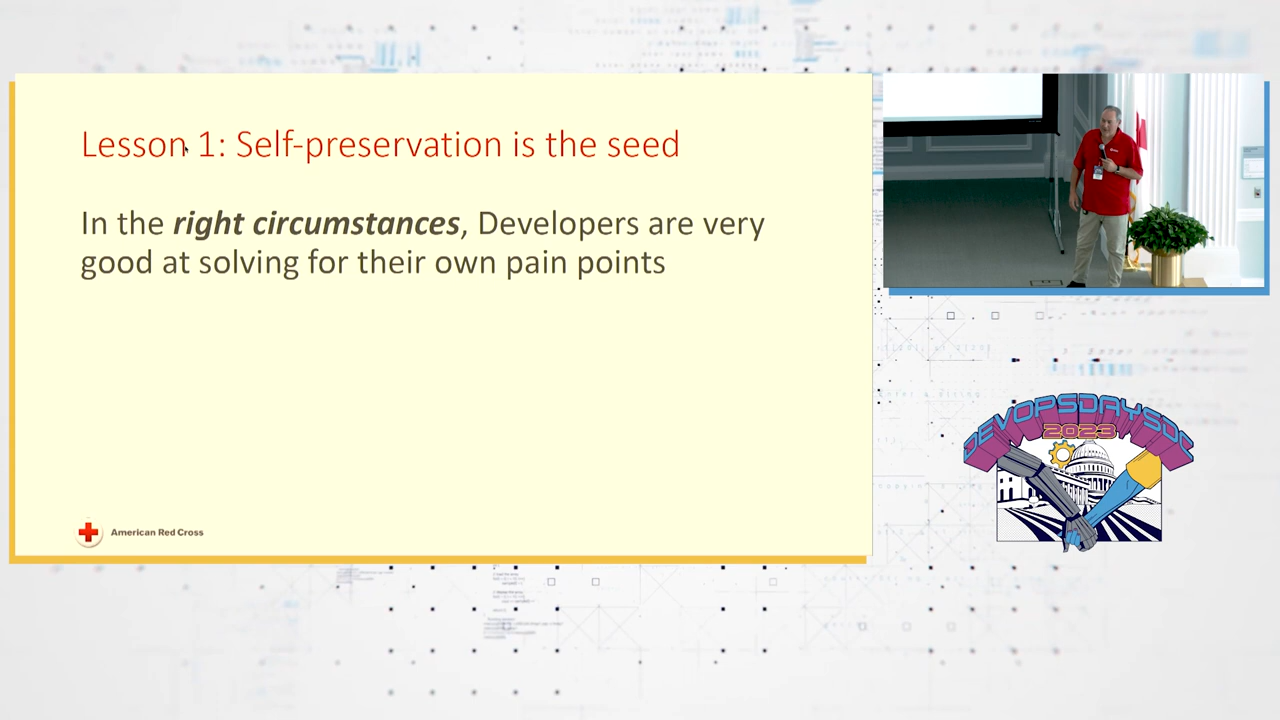 Lesson 1: Self-preservation is the seed
In the right circumstances, Developers are very
good at solving for their own pain points
American Red Cross
DEVOPSDAYSDC
2023